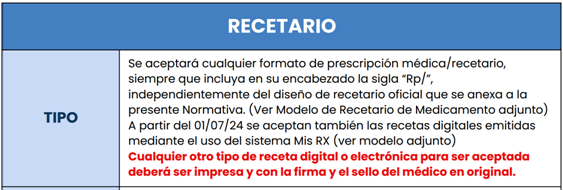 RECETARIO
TIPO
Se aceptará cualquier formato de prescripción médica/recetario,
siempre que incluya en su encabezado la sigla “Rp/”,
independientemente del diseño de recetario oficial que se anexa a la
presente Normativa. (Ver Modelo de Recetario de Medicamento adjunto)
A partir del 01/07/24 se aceptan también las recetas digitales emitidas
mediante el uso del sistema Mis RX (ver modelo adjunto)
Cualquier otro tipo de receta digital o electrónica para ser aceptada
deberá ser impresa y con la firma y el sello del médico en original.